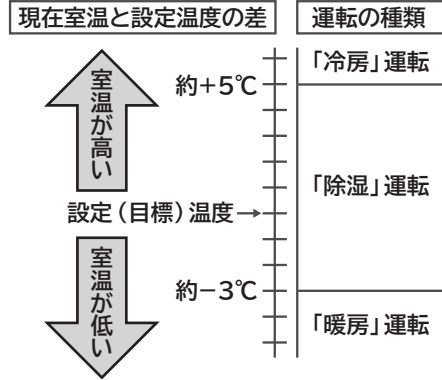 現在室温と設定温度の差
運転の種類
室温が高い
約+5℃
「冷房」運転
「除湿」運転
設定(目標)温度→
室温が低い
約−3℃
「暖房」運転